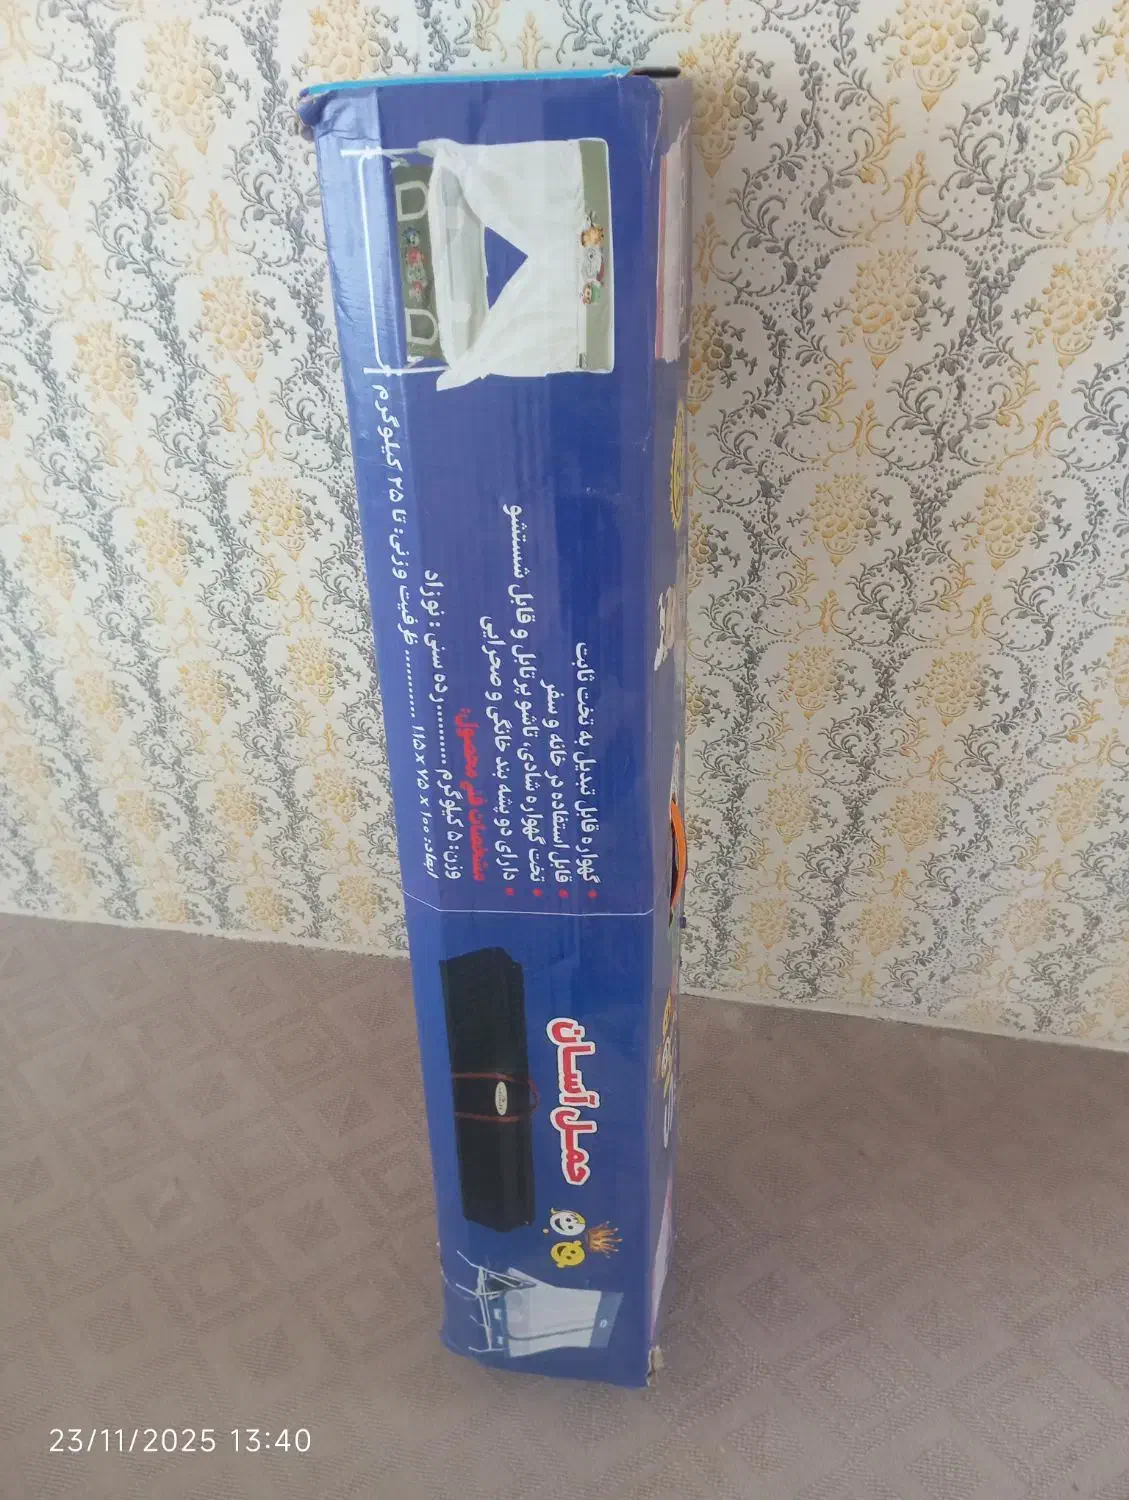 * گهواره قابل تبدیل به تخت ثابت
* قابل استفاده در خانه و سفر
* تخت گهواره شادی، تاشو پرتابل و قابل شستشو
* دارای دو پشه بند خانگی و صحرایی
مشخصات فنی محصول:
وزن: ۵ کیلوگرم .......... رده سنی : نوزاد
ابعاد: ۱۰۰ x ۷۵ x ۱۱۵ .......... ظرفیت وزنی: تا ۲۵ کیلوگرم
حمل آسان
23/11/2025 13:40